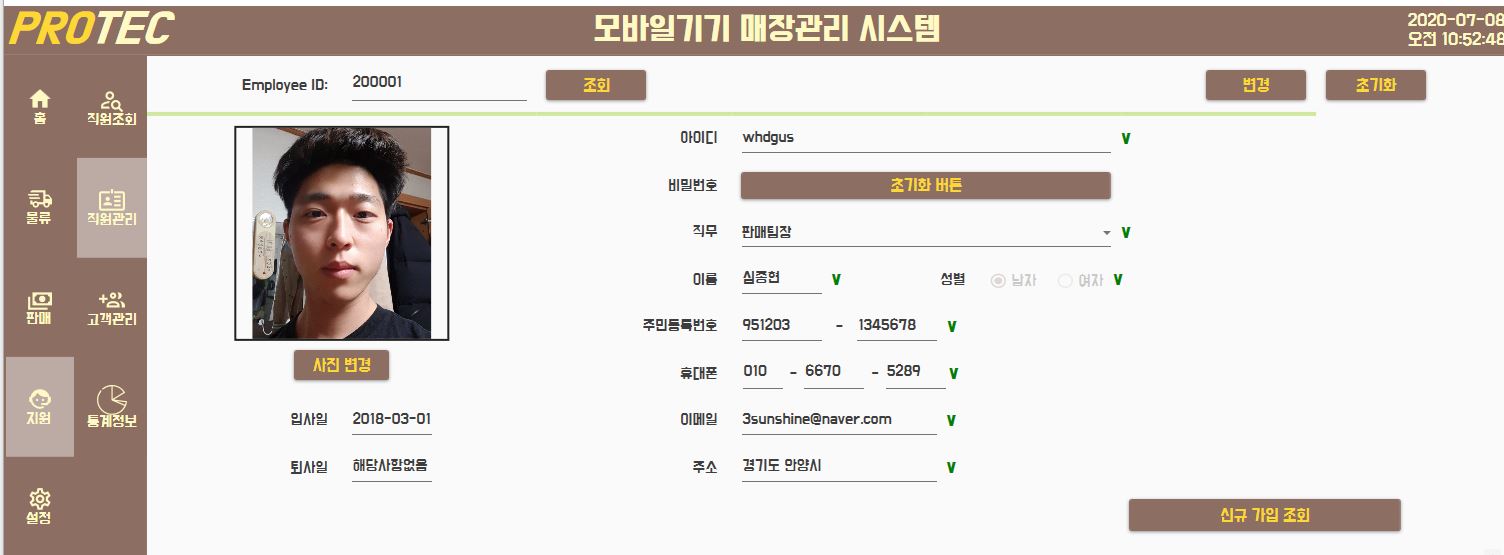 PROTEC
모바일기기 매장관리 시스템
2020-07-08
오전 10:52:48
홈
직원조회
물류
직원관리
판매
고객관리
지원
통계정보
설정
Employee ID: 200001 조회 변경 초기화
사진 변경
입사일 2018-03-01
퇴사일 해당사항없음
아이디 whdgus V
비밀번호 초기화 버튼
직무 판매팀장 V
이름 심종현 V 성별 남자 여자 V
주민등록번호 951203 - 1345678 V
휴대폰 010 - 6670 - 5289 V
이메일 3sunshine@naver.com V
주소 경기도 안양시 V
신규 가입 조회